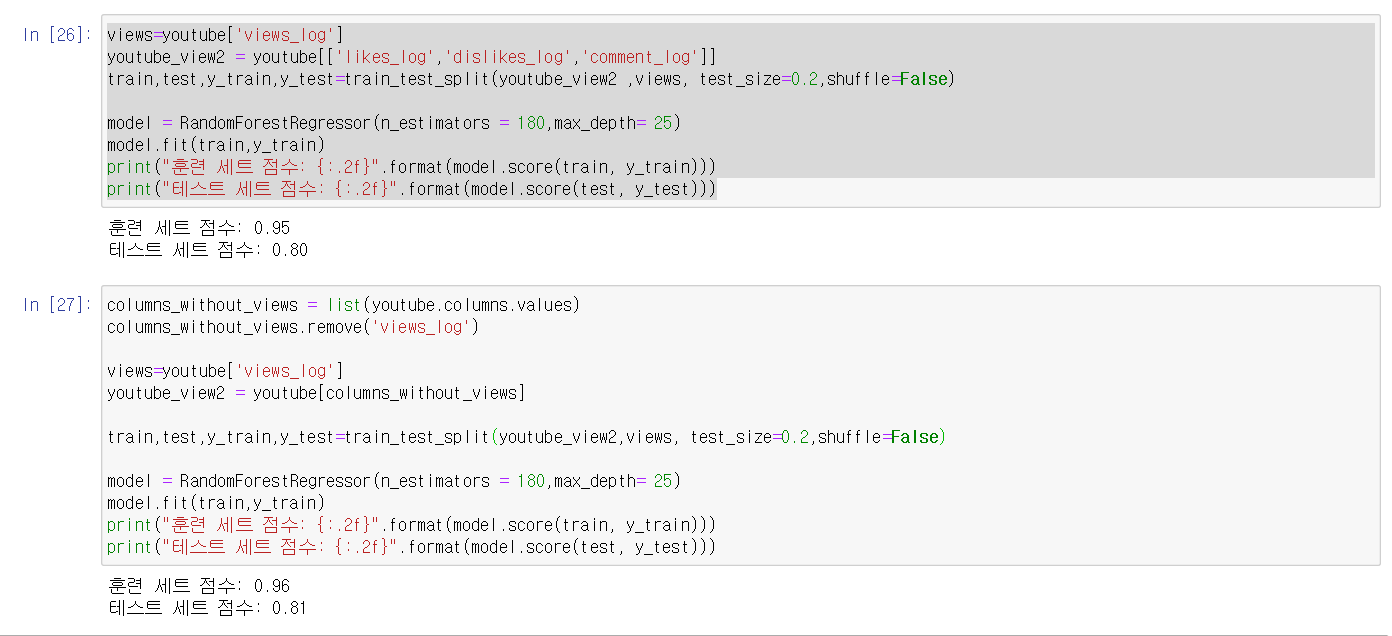 In [26]:
views=youtube['views_log']
youtube_view2 = youtube[['likes_log','dislikes_log','comment_log']]
train,test,y_train,y_test=train_test_split(youtube_view2 ,views, test_size=0.2,shuffle=False)
model = RandomForestRegressor(n_estimators = 180,max_depth= 25)
model.fit(train,y_train)
print("훈련 세트 점수: {:.2f}".format(model.score(train, y_train)))
print("테스트 세트 점수: {:.2f}".format(model.score(test, y_test)))
훈련 세트 점수: 0.95
테스트 세트 점수: 0.80
In [27]:
columns_without_views = list(youtube.columns.values)
columns_without_views.remove('views_log')
views=youtube['views_log']
youtube_view2 = youtube[columns_without_views]
train,test,y_train,y_test=train_test_split(youtube_view2,views, test_size=0.2,shuffle=False)
model = RandomForestRegressor(n_estimators = 180,max_depth= 25)
model.fit(train,y_train)
print("훈련 세트 점수: {:.2f}".format(model.score(train, y_train)))
print("테스트 세트 점수: {:.2f}".format(model.score(test, y_test)))
훈련 세트 점수: 0.96
테스트 세트 점수: 0.81